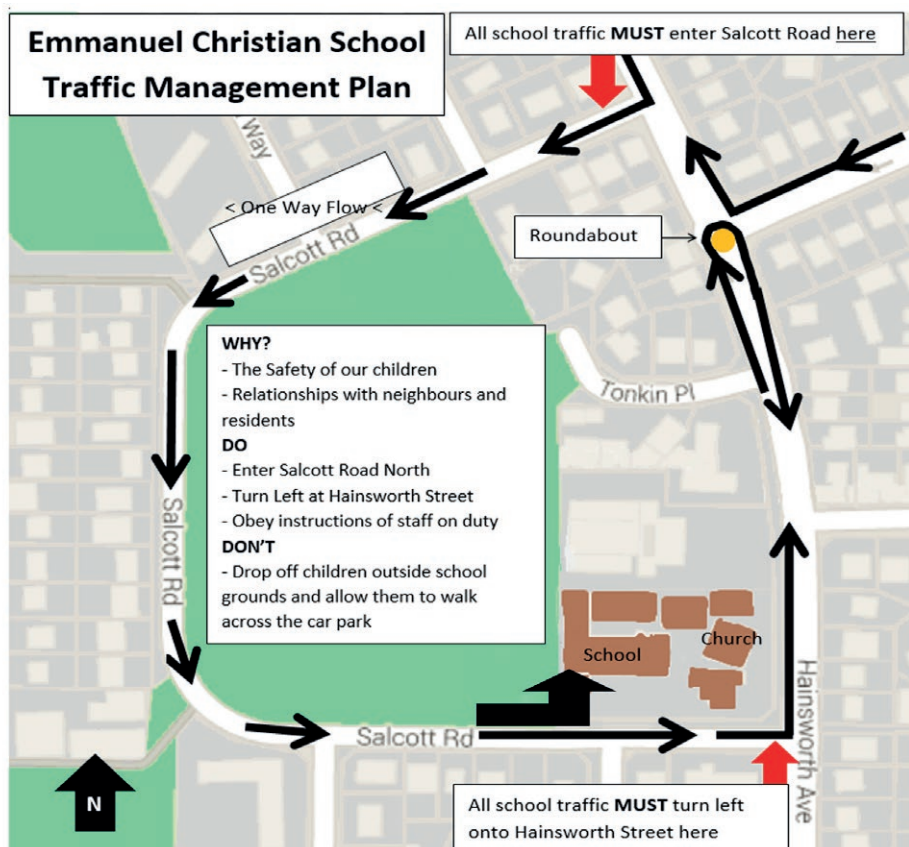 Emmanuel Christian School
Traffic Management Plan
All school traffic MUST enter Salcott Road here
Way
< One Way Flow <
Salcott Rd
Roundabout
WHY?
- The Safety of our children
- Relationships with neighbours and
residents
DO
- Enter Salcott Road North
- Turn Left at Hainsworth Street
- Obey instructions of staff on duty
DON'T
- Drop off children outside school
grounds and allow them to walk
across the car park
Tonkin Pl
Salcott Rd
School
Church
Hainsworth Ave
Salcott Rd
N
All school traffic MUST turn left
onto Hainsworth Street here